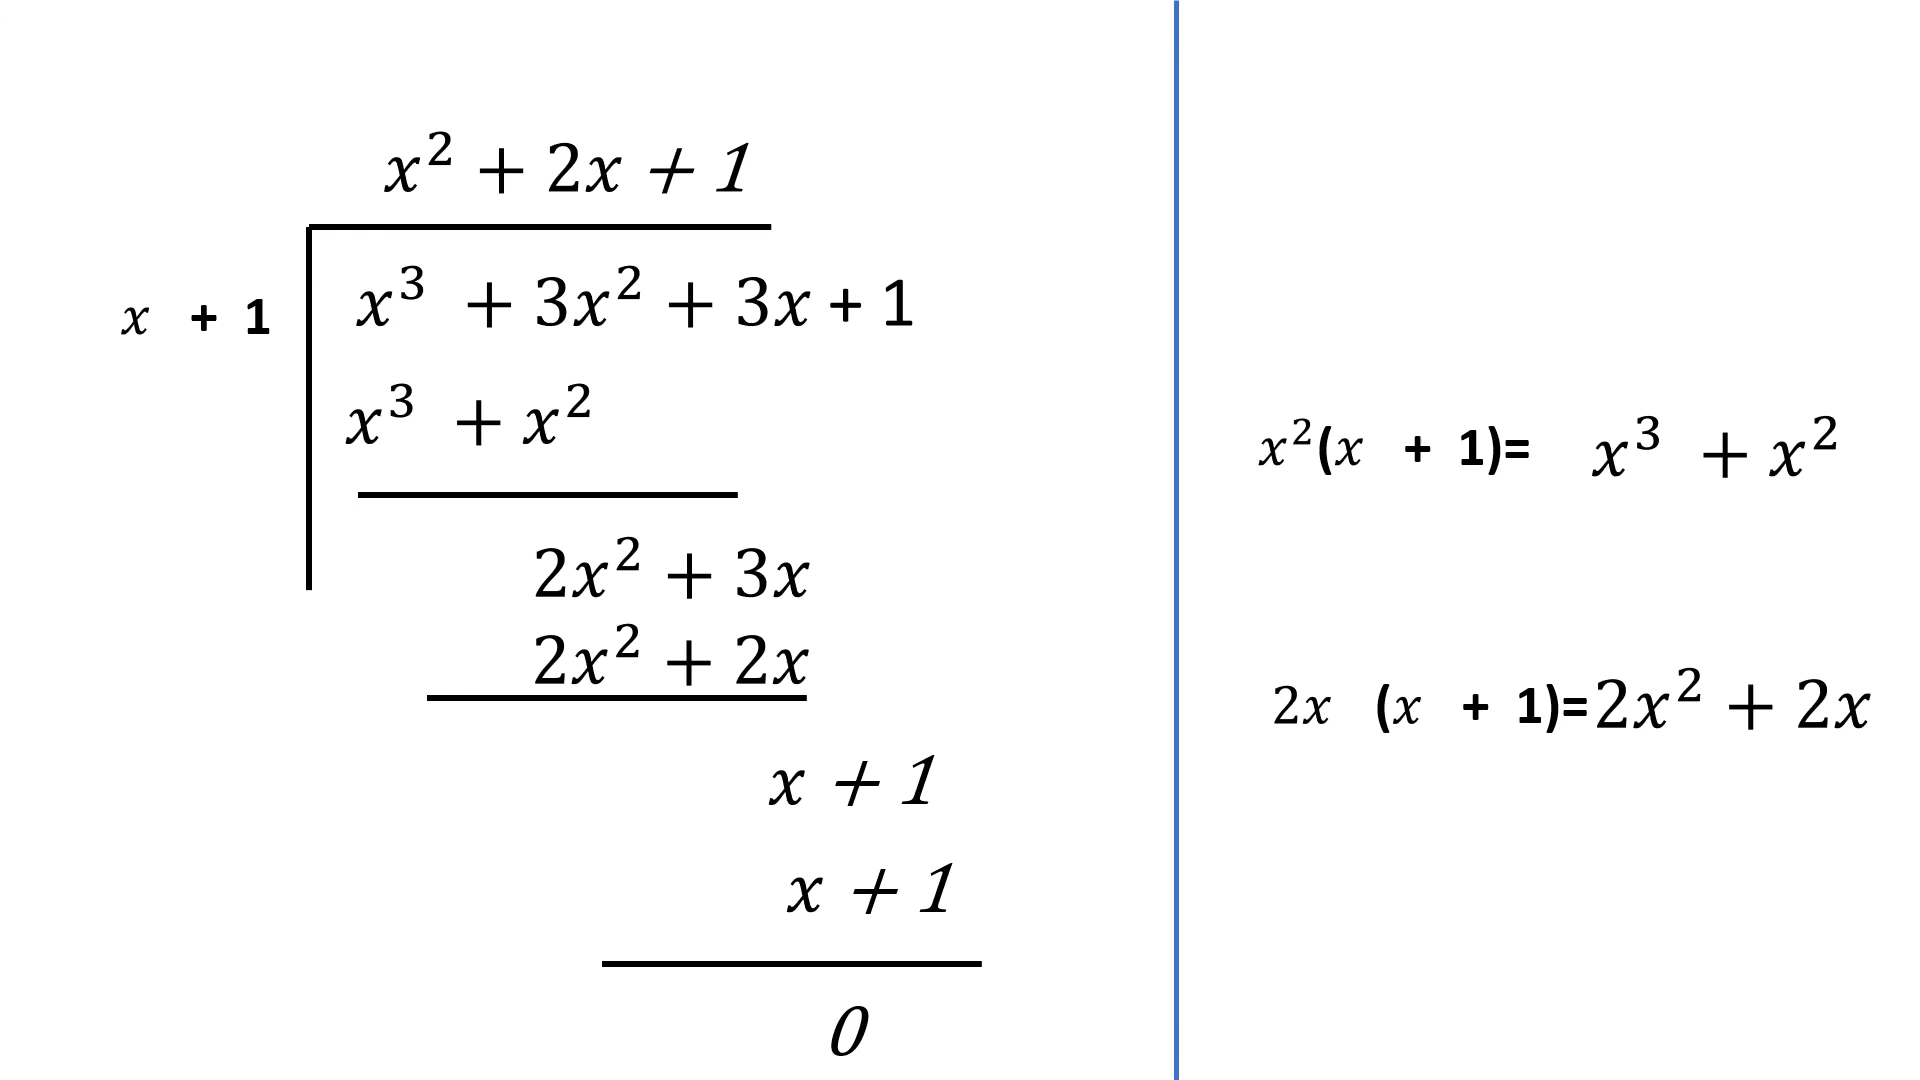 x² + 2x + 1
x + 1
x³ + 3x² + 3x + 1
x³ + x²
2x² + 3x
2x² + 2x
x + 1
x + 1
0
x²(x + 1)= x³ + x²
2x (x + 1)=2x² + 2x